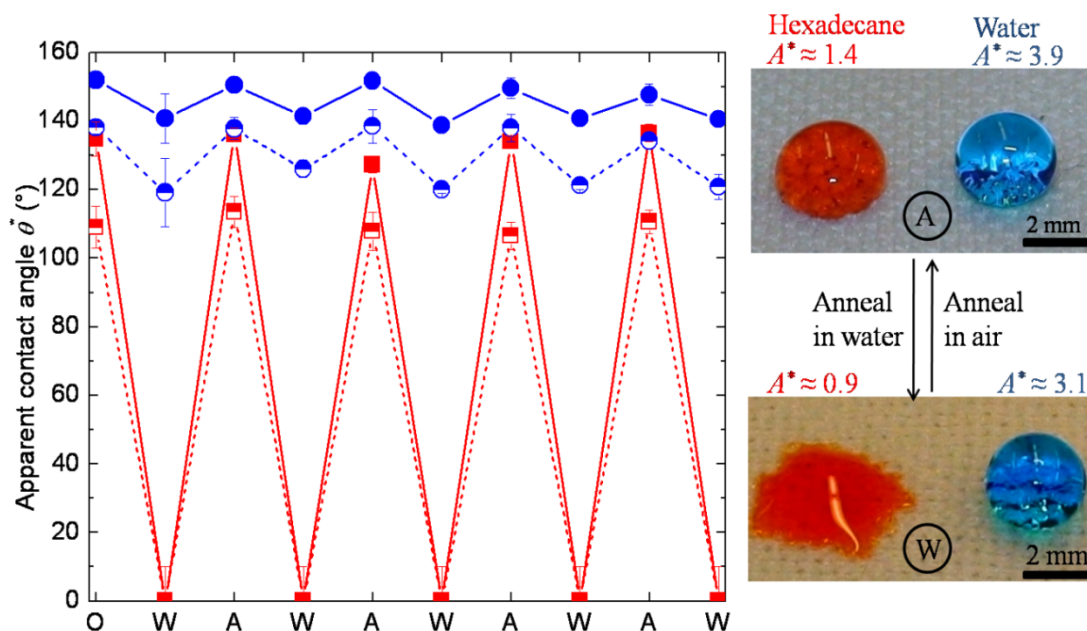 160
140
120
100
80
60
40
20
0
Apparent contact angle θ* (°)
O W A W A W A W A W
Hexadecane Water
A* ≈ 1.4 A* ≈ 3.9
A
2 mm
Anneal in water
Anneal in air
A* ≈ 0.9 A* ≈ 3.1
W
2 mm